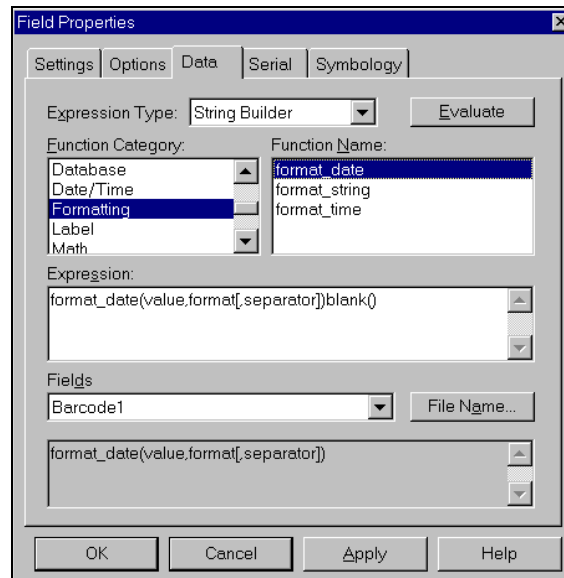 Field Properties
Settings Options Data Serial Symbology
Expression Type: String Builder Evaluate
Function Category: Function Name:
Database format_date
Date/Time format_string
Formatting format_time
Label
Math
Expression:
format_date(value,format[,separator])blank()
Fields
Barcode1 File Name...
format_date(value,format[,separator])
OK Cancel Apply Help